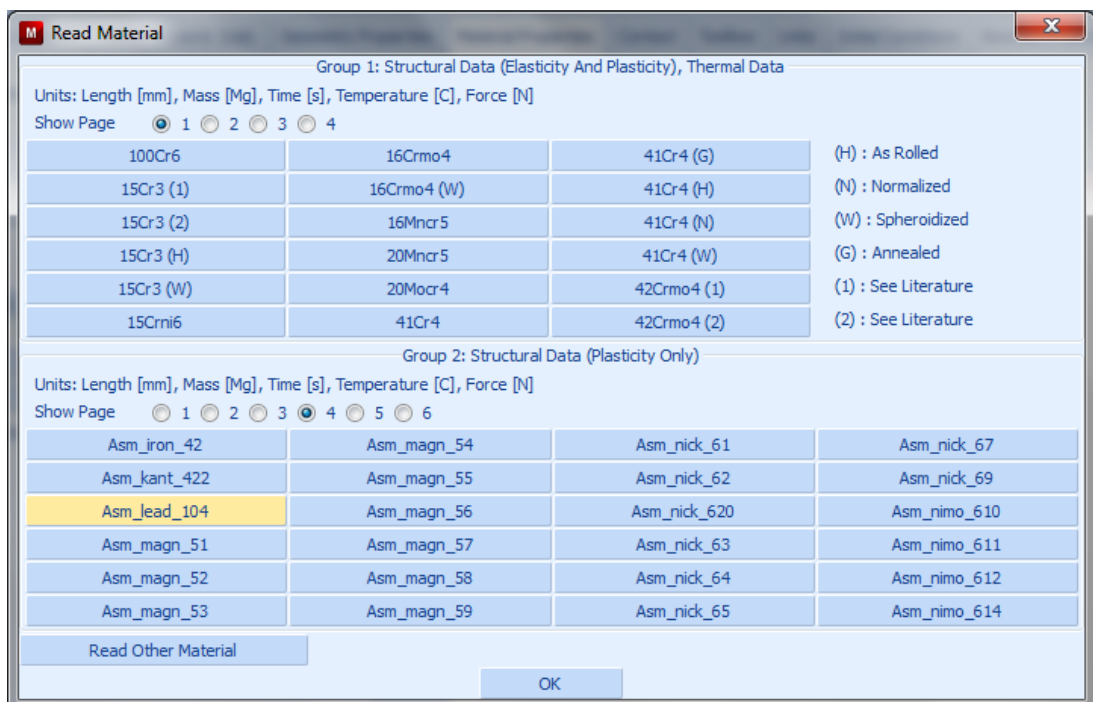 M Read Material
Group 1: Structural Data (Elasticity And Plasticity), Thermal Data
Units: Length [mm], Mass [Mg], Time [s], Temperature [C], Force [N]
Show Page 1 2 3 4
100Cr6 16Crmo4 41Cr4 (G) (H) : As Rolled
15Cr3 (1) 16Crmo4 (W) 41Cr4 (H) (N) : Normalized
15Cr3 (2) 16Mncr5 41Cr4 (N) (W) : Spheroidized
15Cr3 (H) 20Mncr5 41Cr4 (W) (G) : Annealed
15Cr3 (W) 20Mocr4 42Crmo4 (1) (1) : See Literature
15Crni6 41Cr4 42Crmo4 (2) (2) : See Literature
Group 2: Structural Data (Plasticity Only)
Units: Length [mm], Mass [Mg], Time [s], Temperature [C], Force [N]
Show Page 1 2 3 4 5 6
Asm_iron_42 Asm_magn_54 Asm_nick_61 Asm_nick_67
Asm_kant_422 Asm_magn_55 Asm_nick_62 Asm_nick_69
Asm_lead_104 Asm_magn_56 Asm_nick_620 Asm_nimo_610
Asm_magn_51 Asm_magn_57 Asm_nick_63 Asm_nimo_611
Asm_magn_52 Asm_magn_58 Asm_nick_64 Asm_nimo_612
Asm_magn_53 Asm_magn_59 Asm_nick_65 Asm_nimo_614
Read Other Material
OK